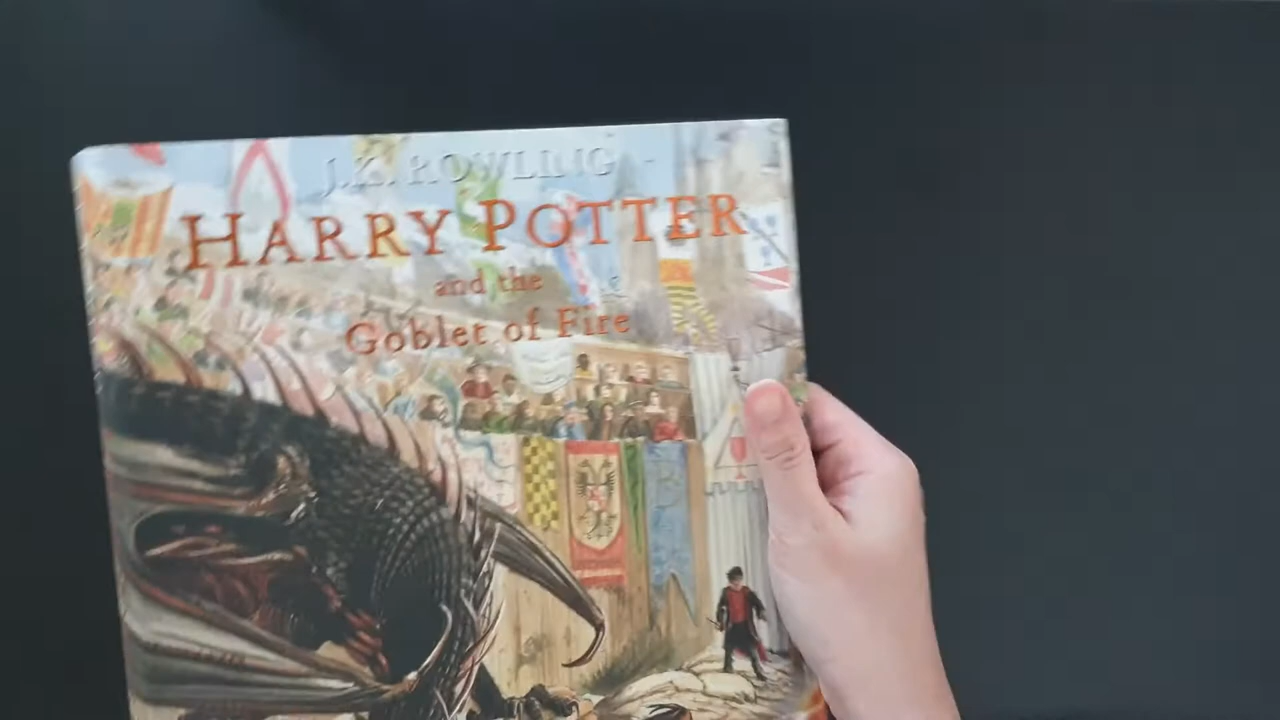 J.K. ROWLING
HARRY POTTER
and the
Goblet of Fire